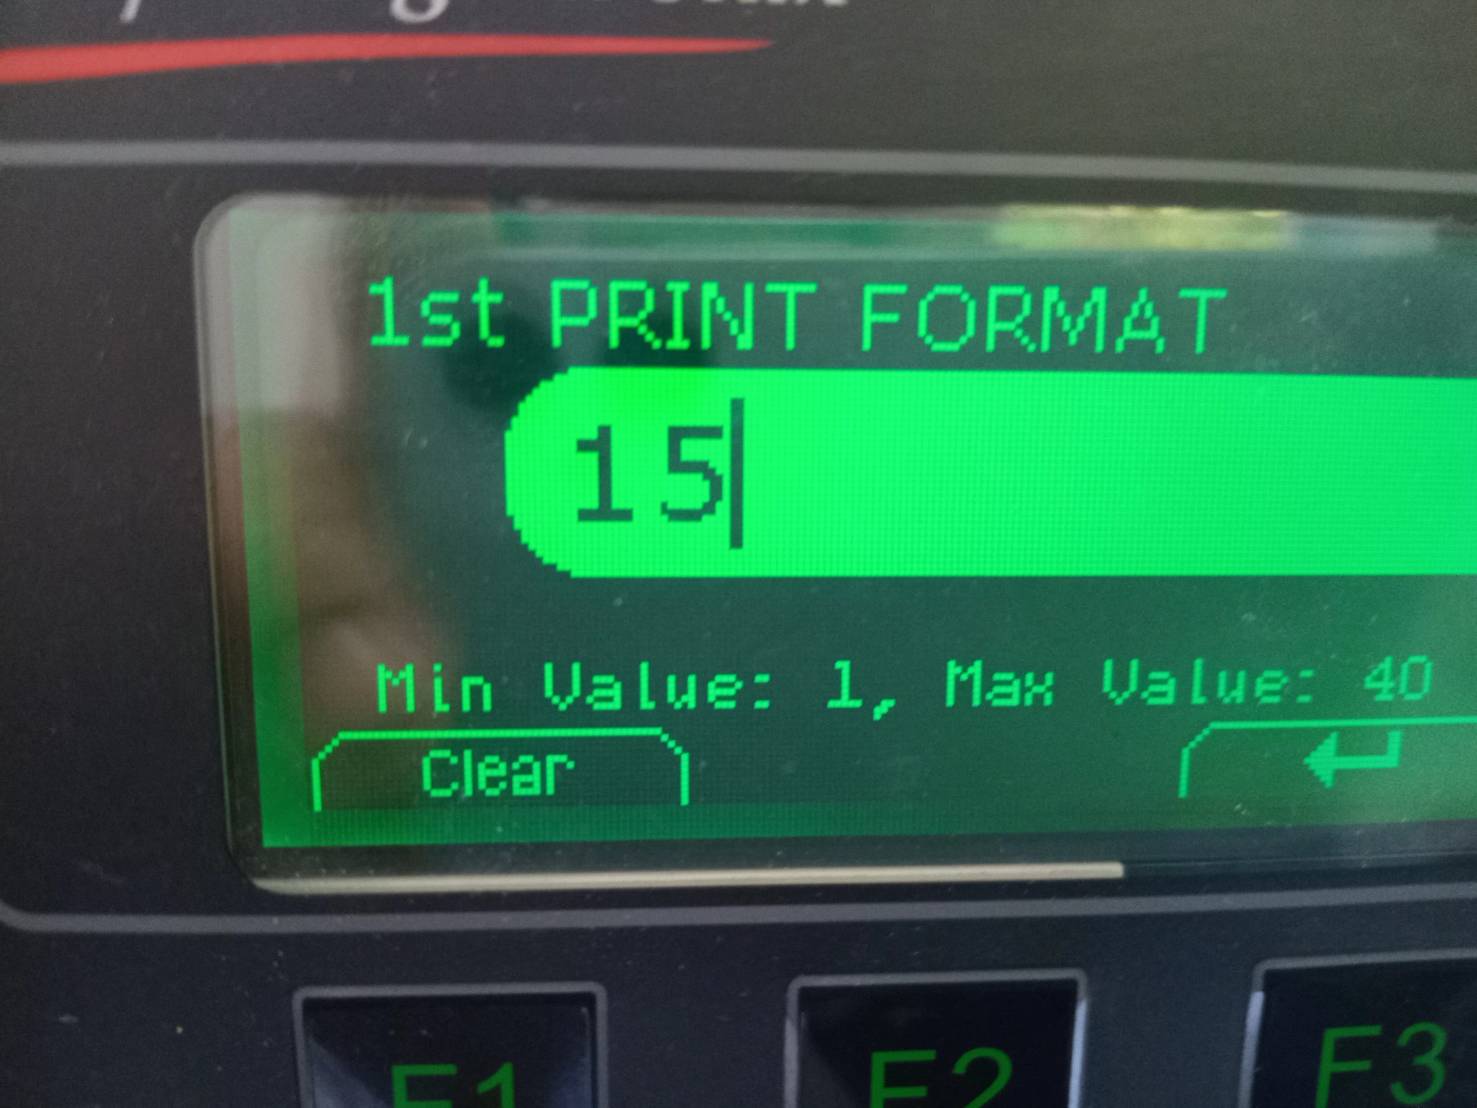 1st PRINT FORMAT
15
Min Value: 1, Max Value: 40
Clear
F1 F2 F3